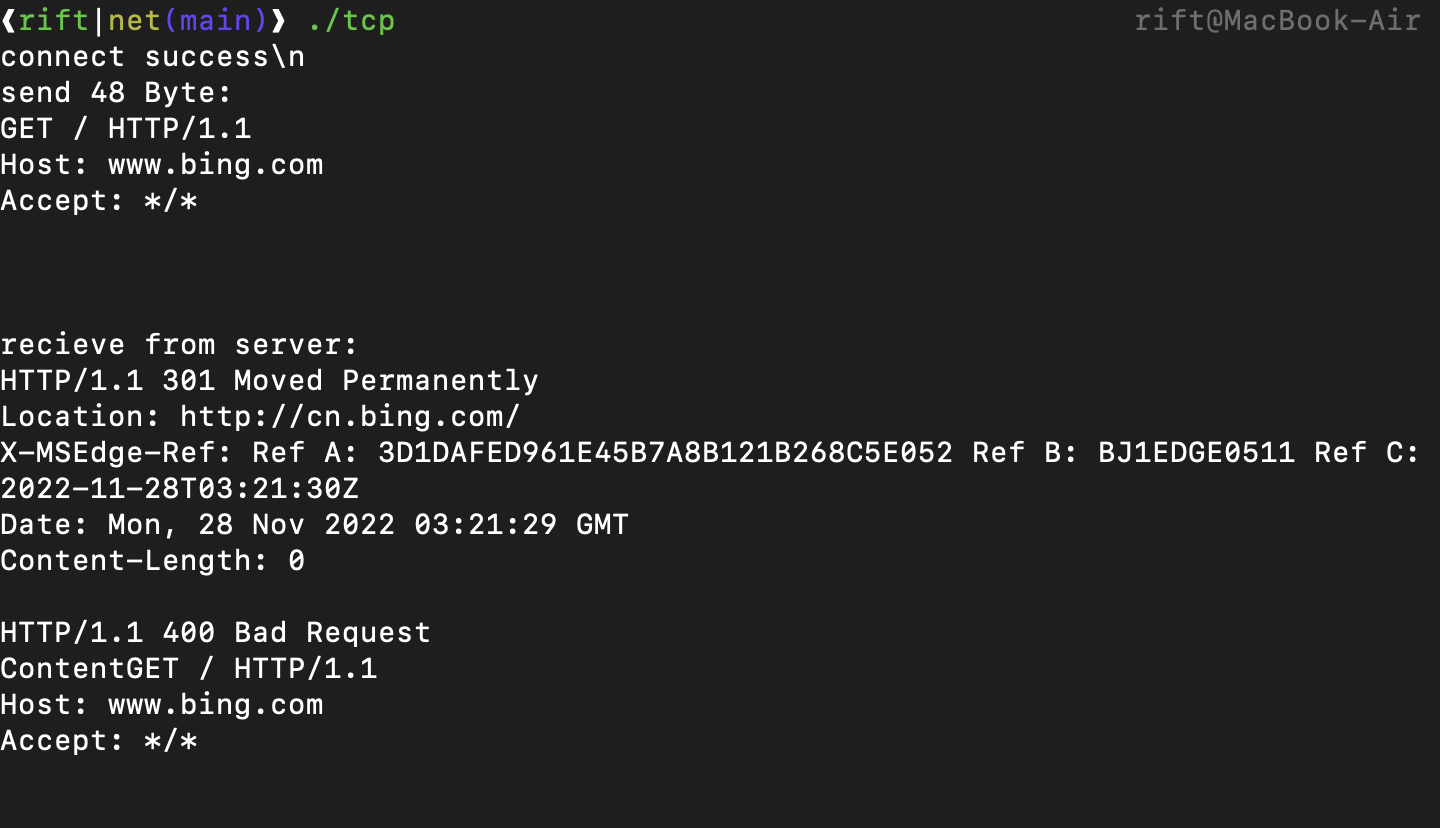 ❰rift|net(main)❱ ./tcp rift@MacBook-Air
connect success\n
send 48 Byte:
GET / HTTP/1.1
Host: www.bing.com
Accept: */*
recieve from server:
HTTP/1.1 301 Moved Permanently
Location: http://cn.bing.com/
X-MSEdge-Ref: Ref A: 3D1DAFED961E45B7A8B121B268C5E052 Ref B: BJ1EDGE0511 Ref C:
2022-11-28T03:21:30Z
Date: Mon, 28 Nov 2022 03:21:29 GMT
Content-Length: 0
HTTP/1.1 400 Bad Request
ContentGET / HTTP/1.1
Host: www.bing.com
Accept: */*